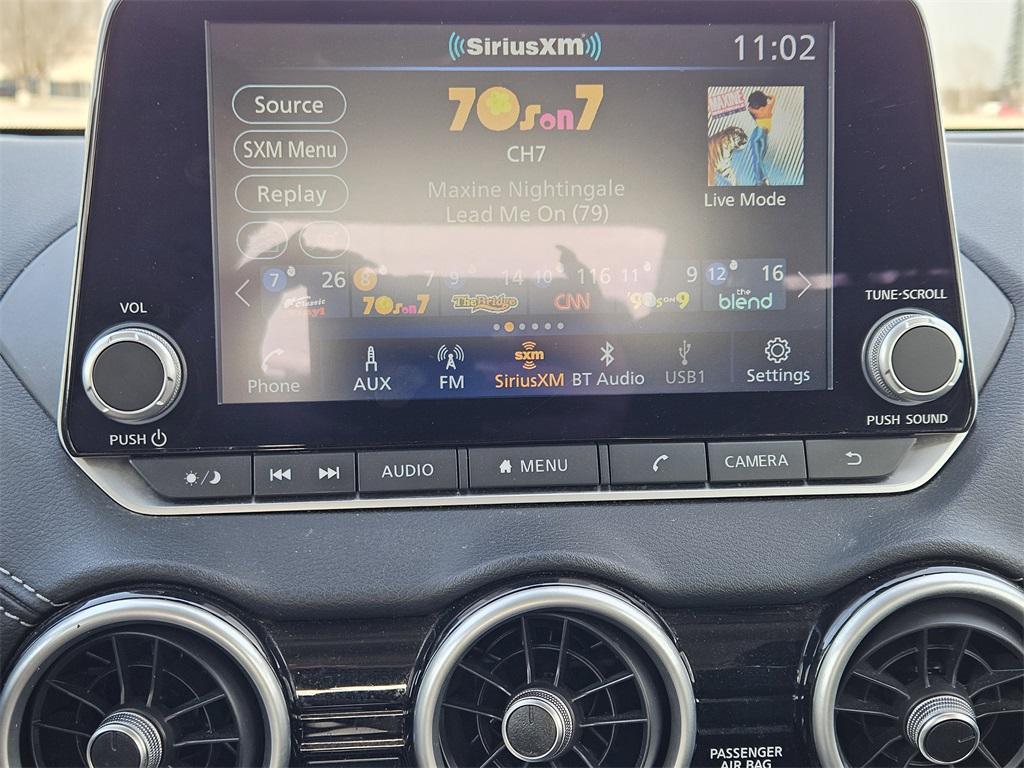 SiriusXM
11:02
Source
70s on 7
MAXINE
SXM Menu
CH7
Replay
Maxine Nightingale
Lead Me On (79)
Live Mode
7 26 8 7 9 14 10 116 11 9 12 16
Classic Vinyl 70s on 7 The Bridge CNN 90s on 9 the blend
Phone AUX FM sxm SiriusXM BT Audio USB1 Settings
VOL
PUSH
TUNE·SCROLL
PUSH SOUND
AUDIO MENU CAMERA
PASSENGER
AIR BAG